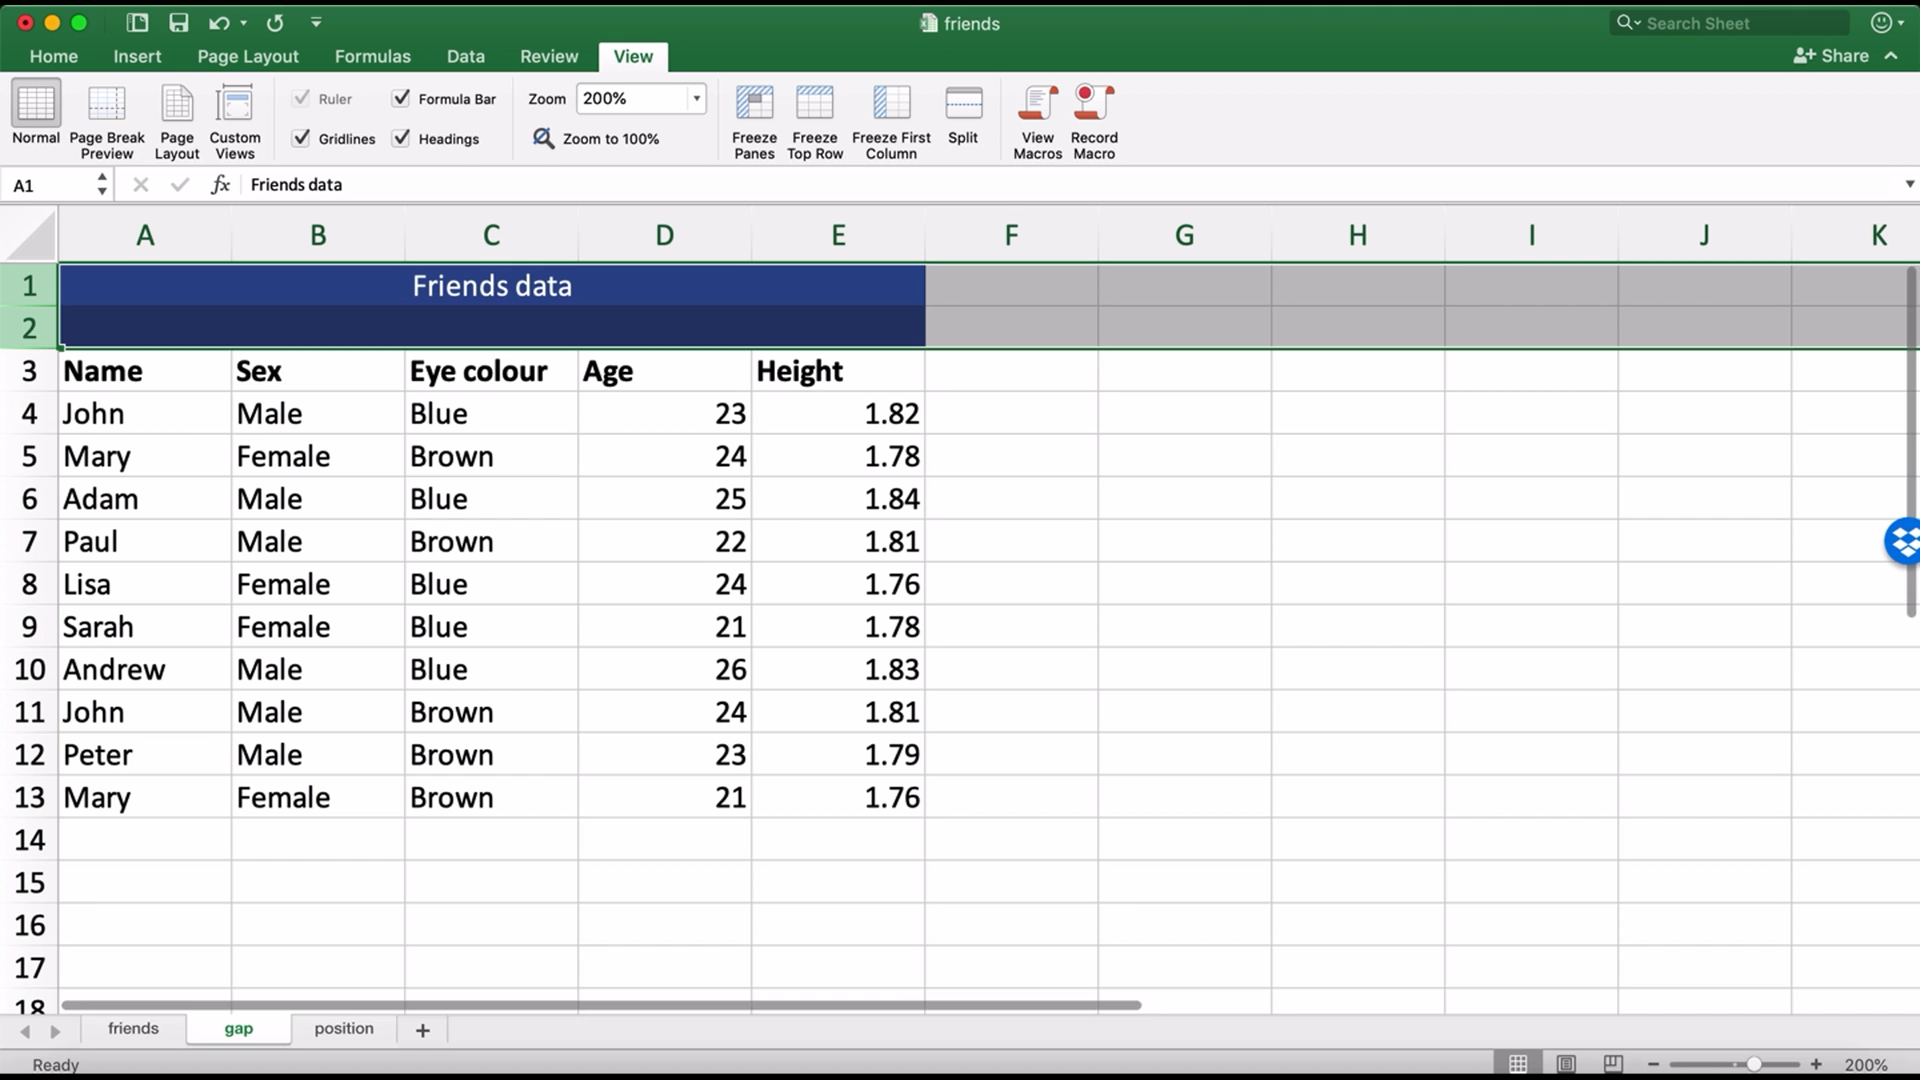 friends
Search Sheet
Home Insert Page Layout Formulas Data Review View Share
Normal Page Break Preview Page Layout Custom Views
Ruler Formula Bar
Gridlines Headings
Zoom 200%
Zoom to 100%
Freeze Panes Freeze Top Row Freeze First Column Split View Macros Record Macro
A1 fx Friends data
A B C D E F G H I J K
1 Friends data
2
3 Name Sex Eye colour Age Height
4 John Male Blue 23 1.82
5 Mary Female Brown 24 1.78
6 Adam Male Blue 25 1.84
7 Paul Male Brown 22 1.81
8 Lisa Female Blue 24 1.76
9 Sarah Female Blue 21 1.78
10 Andrew Male Blue 26 1.83
11 John Male Brown 24 1.81
12 Peter Male Brown 23 1.79
13 Mary Female Brown 21 1.76
14
15
16
17
18
friends gap position +
Ready 200%